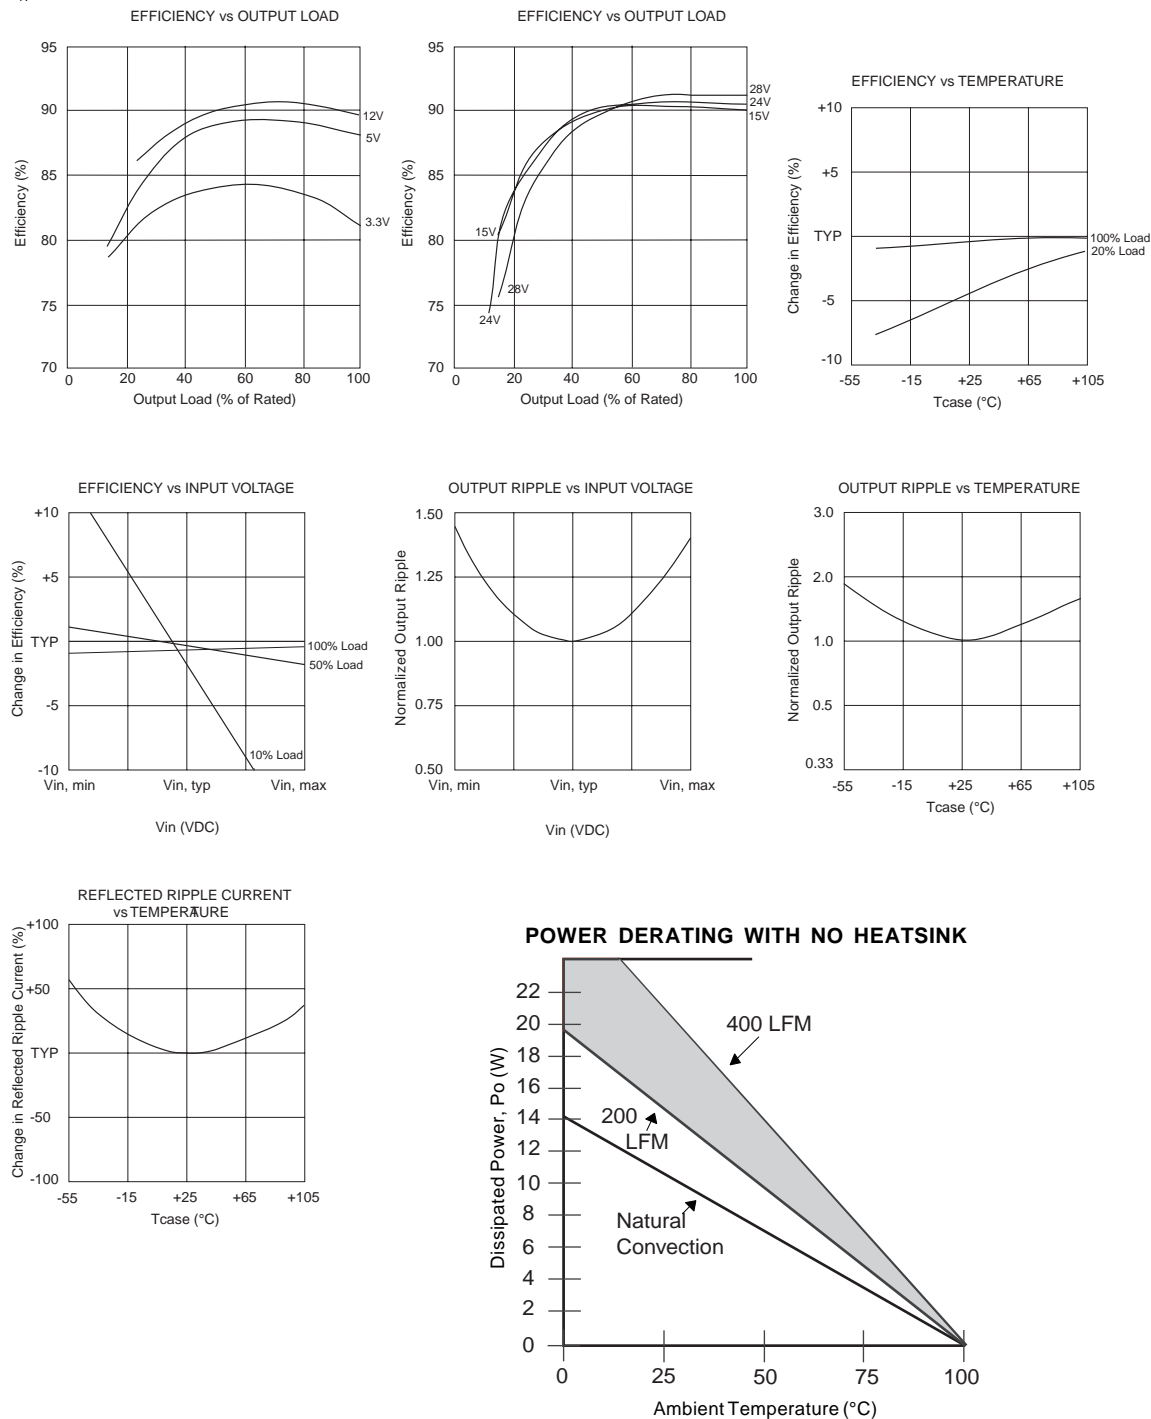 EFFICIENCY vs OUTPUT LOAD
95
90
85
80
75
70
0
20
40
60
80
100
12V
5V
3.3V
Efficiency (%)
Output Load (% of Rated)
EFFICIENCY vs OUTPUT LOAD
95
90
85
80
75
70
0
20
40
60
80
100
28V
24V
15V
15V
28V
24V
Efficiency (%)
Output Load (% of Rated)
EFFICIENCY vs TEMPERATURE
+10
+5
TYP
-5
-10
-55
-15
+25
+65
+105
100% Load
20% Load
Change in Efficiency (%)
Tcase (°C)
EFFICIENCY vs INPUT VOLTAGE
+10
+5
TYP
-5
-10
100% Load
50% Load
10% Load
Vin, min
Vin, typ
Vin, max
Change in Efficiency (%)
Vin (VDC)
OUTPUT RIPPLE vs INPUT VOLTAGE
1.50
1.25
1.00
0.75
0.50
Vin, min
Vin, typ
Vin, max
Normalized Output Ripple
Vin (VDC)
OUTPUT RIPPLE vs TEMPERATURE
3.0
2.0
1.0
0.5
0.33
-55
-15
+25
+65
+105
Normalized Output Ripple
Tcase (°C)
REFLECTED RIPPLE CURRENT
vs TEMPERATURE
+100
+50
TYP
-50
-100
-55
-15
+25
+65
+105
Change in Reflected Ripple Current (%)
Tcase (°C)
POWER DERATING WITH NO HEATSINK
22
20
18
16
14
12
10
8
6
4
2
0
0
25
50
75
100
400 LFM
200
LFM
Natural
Convection
Dissipated Power, Po (W)
Ambient Temperature (°C)